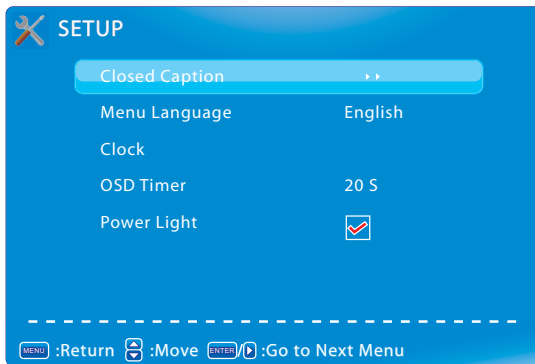 SETUP
Closed Caption
Menu Language English
Clock
OSD Timer 20 S
Power Light
MENU :Return :Move ENTER/ :Go to Next Menu